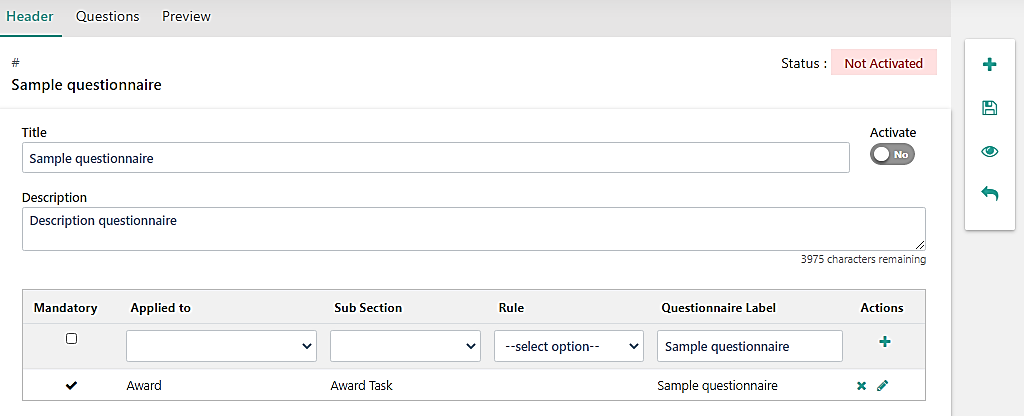 Header Questions Preview
#
Status : Not Activated
Sample questionnaire
Title
Activate
Sample questionnaire
No
Description
Description questionnaire
3975 characters remaining
Mandatory Applied to Sub Section Rule Questionnaire Label Actions
--select option-- Sample questionnaire
Award Award Task Sample questionnaire